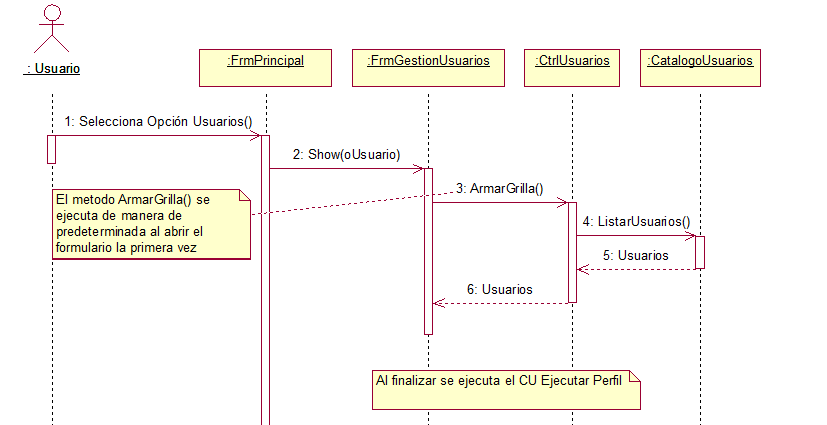 : Usuario
:FrmPrincipal
:FrmGestionUsuarios
:CtrlUsuarios
:CatalogoUsuarios
1: Selecciona Opción Usuarios()
2: Show(oUsuario)
3: ArmarGrilla()
El metodo ArmarGrilla() se
ejecuta de manera de
predeterminada al abrir el
formulario la primera vez
4: ListarUsuarios()
5: Usuarios
6: Usuarios
Al finalizar se ejecuta el CU Ejecutar Perfil